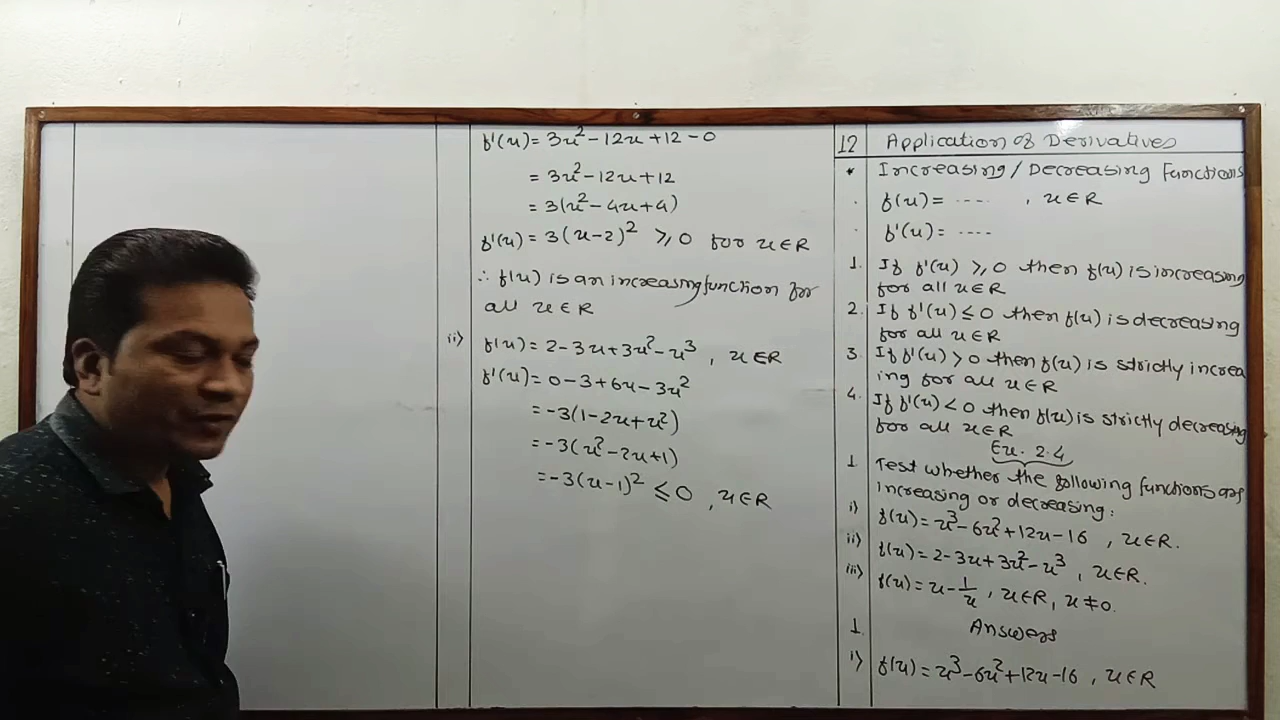 12 Application of Derivatives
* Increasing / Decreasing Functions
. f(x) = ---- , x∈R
. f'(x) = ----
1. If f'(x) ≥ 0 then f(x) is increasing
for all x∈R
2. If f'(x) ≤ 0 then f(x) is decreasing
for all x∈R
3. If f'(x) > 0 then f(x) is strictly increa
ing for all x∈R
4. If f'(x) < 0 then f(x) is strictly decreasing
for all x∈R
Ex. 2.4
1. Test whether the following functions are
increasing or decreasing:
i) f(x) = x³ - 6x² + 12x - 16 , x∈R.
ii) f(x) = 2 - 3x + 3x² - x³ , x∈R.
iii) f(x) = x - 1/x , x∈R, x ≠ 0.
1. Answers
i) f(x) = x³ - 6x² + 12x - 16 , x∈R
f'(x) = 3x² - 12x + 12 - 0
= 3x² - 12x + 12
= 3(x² - 4x + 4)
f'(x) = 3(x - 2)² ≥ 0 for x∈R
∴ f(x) is an increasing function for
all x∈R
ii) f(x) = 2 - 3x + 3x² - x³ , x∈R
f'(x) = 0 - 3 + 6x - 3x²
= -3(1 - 2x + x²)
= -3(x² - 2x + 1)
= -3(x - 1)² ≤ 0 , x∈R